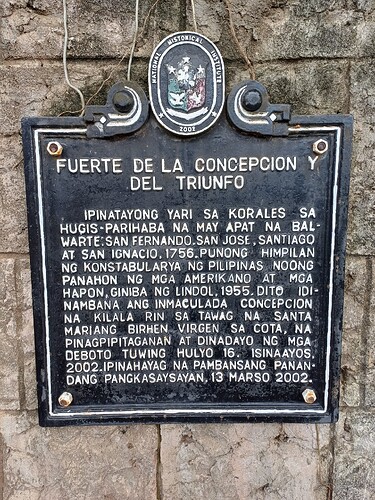 NATIONAL HISTORICAL INSTITUTE
2002
FUERTE DE LA CONCEPCION Y
DEL TRIUNFO
IPINATAYONG YARI SA KORALES SA
HUGIS-PARIHABA NA MAY APAT NA BAL-
WARTE: SAN FERNANDO, SAN JOSE, SANTIAGO
AT SAN IGNACIO, 1756. PUNONG HIMPILAN
NG KONSTABULARYA NG PILIPINAS NOONG
PANAHON NG MGA AMERIKANO AT MGA
HAPON, GINIBA NG LINDOL, 1955. DITO IDI-
NAMBANA ANG INMACULADA CONCEPCION
NA KILALA RIN SA TAWAG NA SANTA
MARIANG BIRHEN VIRGEN SA COTA, NA
PINAGPIPITAGANAN AT DINADAYO NG MGA
DEBOTO TUWING HULYO 16. ISINAAYOS,
2002. IPINAHAYAG NA PAMBANSANG PANAN-
DANG PANGKASAYSAYAN, 13 MARSO 2002.